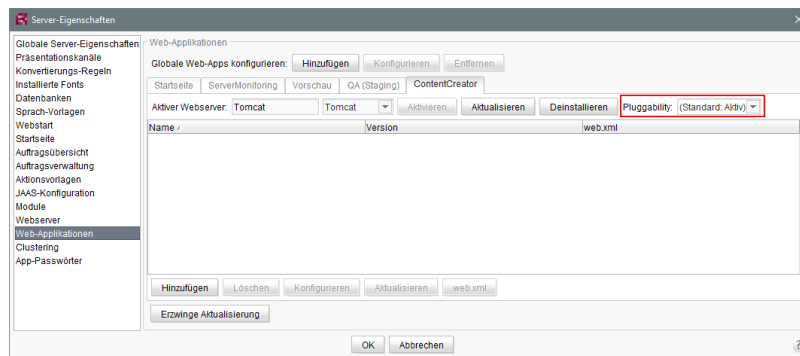 Server-Eigenschaften
Globale Server-Eigenschaften
Präsentationskanäle
Konvertierungs-Regeln
Installierte Fonts
Datenbanken
Sprach-Vorlagen
Webstart
Startseite
Auftragsübersicht
Auftragsverwaltung
Aktionsvorlagen
JAAS-Konfiguration
Module
Webserver
Web-Applikationen
Clustering
App-Passwörter
Web-Applikationen
Globale Web-Apps konfigurieren: Hinzufügen Konfigurieren Entfernen
Startseite ServerMonitoring Vorschau QA (Staging) ContentCreator
Aktiver Webserver: Tomcat Tomcat Aktivieren Aktualisieren Deinstallieren Pluggability: (Standard: Aktiv)
Name Version web.xml
Hinzufügen Löschen Konfigurieren Aktualisieren web.xml
Erzwinge Aktualisierung
OK Abbrechen
?